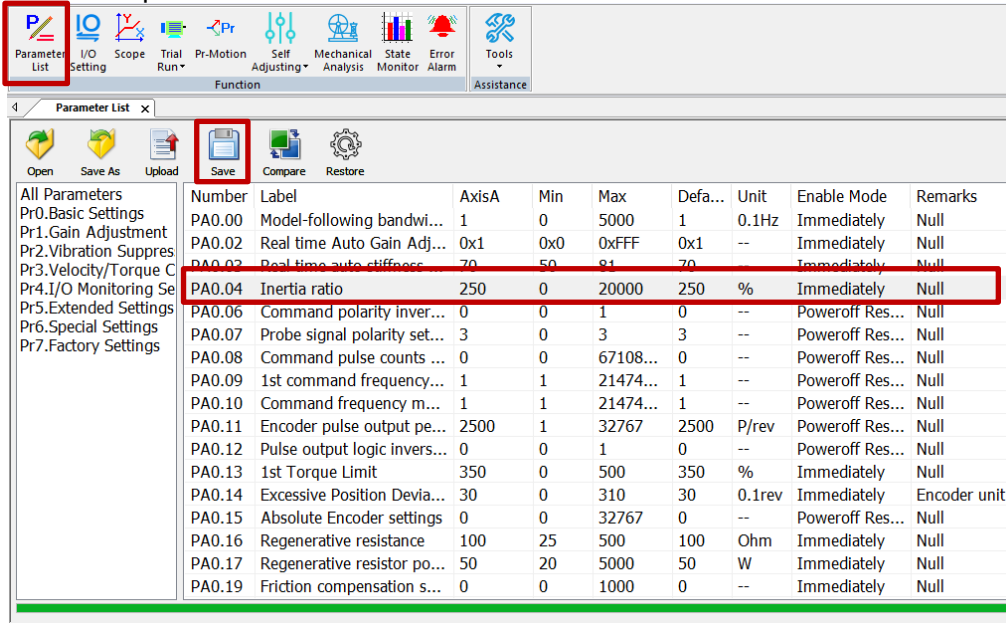 Parameter List
I/O Setting
Scope
Trial Run
Pr-Motion
Self Adjusting
Mechanical Analysis
State Monitor
Error Alarm
Tools
Function
Assistance
Parameter List x
Open
Save As
Upload
Save
Compare
Restore
All Parameters
Pr0.Basic Settings
Pr1.Gain Adjustment
Pr2.Vibration Suppres
Pr3.Velocity/Torque C
Pr4.I/O Monitoring Se
Pr5.Extended Settings
Pr6.Special Settings
Pr7.Factory Settings
Number Label AxisA Min Max Defa... Unit Enable Mode Remarks
PA0.00 Model-following bandwi... 1 0 5000 1 0.1Hz Immediately Null
PA0.02 Real time Auto Gain Adj... 0x1 0x0 0xFFF 0x1 -- Immediately Null
PA0.03 Real time auto stiffness ... 70 50 81 70 -- Immediately Null
PA0.04 Inertia ratio 250 0 20000 250 % Immediately Null
PA0.06 Command polarity inver... 0 0 1 0 -- Poweroff Res... Null
PA0.07 Probe signal polarity set... 3 0 3 3 -- Poweroff Res... Null
PA0.08 Command pulse counts ... 0 0 67108... 0 -- Poweroff Res... Null
PA0.09 1st command frequency... 1 1 21474... 1 -- Poweroff Res... Null
PA0.10 Command frequency m... 1 1 21474... 1 -- Poweroff Res... Null
PA0.11 Encoder pulse output pe... 2500 1 32767 2500 P/rev Poweroff Res... Null
PA0.12 Pulse output logic invers... 0 0 1 0 -- Poweroff Res... Null
PA0.13 1st Torque Limit 350 0 500 350 % Immediately Null
PA0.14 Excessive Position Devia... 30 0 310 30 0.1rev Immediately Encoder unit
PA0.15 Absolute Encoder settings 0 0 32767 0 -- Poweroff Res... Null
PA0.16 Regenerative resistance 100 25 500 100 Ohm Immediately Null
PA0.17 Regenerative resistor po... 50 20 5000 50 W Immediately Null
PA0.19 Friction compensation s... 0 0 1000 0 -- Immediately Null